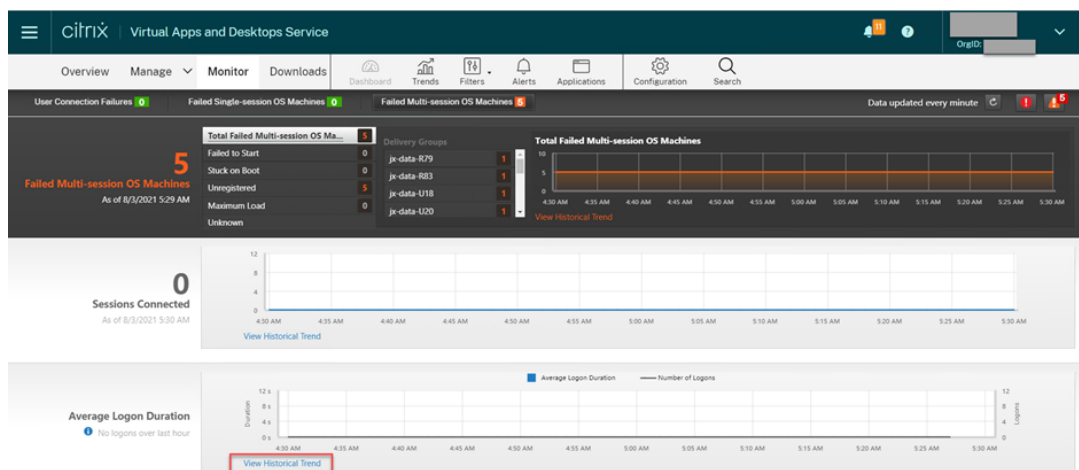 citrix | Virtual Apps and Desktops Service 11 ? OrgID:
Overview Manage Monitor Downloads Dashboard Trends Filters Alerts Applications Configuration Search
User Connection Failures 0 Failed Single-session OS Machines 0 Failed Multi-session OS Machines 5 Data updated every minute 5
5
Failed Multi-session OS Machines
As of 8/3/2021 5:29 AM
Total Failed Multi-session OS Ma... 5
Failed to Start 0
Stuck on Boot 0
Unregistered 5
Maximum Load 0
Unknown
Delivery Groups
jx-data-R79 1
jx-data-R83 1
jx-data-U18 1
jx-data-U20 1
Total Failed Multi-session OS Machines
10
5
0
4:30 AM 4:35 AM 4:40 AM 4:45 AM 4:50 AM 4:55 AM 5:00 AM 5:05 AM 5:10 AM 5:15 AM 5:20 AM 5:25 AM 5:30 AM
View Historical Trend
0
Sessions Connected
As of 8/3/2021 5:30 AM
12
8
4
0
4:30 AM 4:35 AM 4:40 AM 4:45 AM 4:50 AM 4:55 AM 5:00 AM 5:05 AM 5:10 AM 5:15 AM 5:20 AM 5:25 AM 5:30 AM
View Historical Trend
Average Logon Duration
No logons over last hour
Average Logon Duration Number of Logons
Duration
12 s
8 s
4 s
0 s
12
8
4
0
Logons
4:30 AM 4:35 AM 4:40 AM 4:45 AM 4:50 AM 4:55 AM 5:00 AM 5:05 AM 5:10 AM 5:15 AM 5:20 AM 5:25 AM 5:30 AM
View Historical Trend